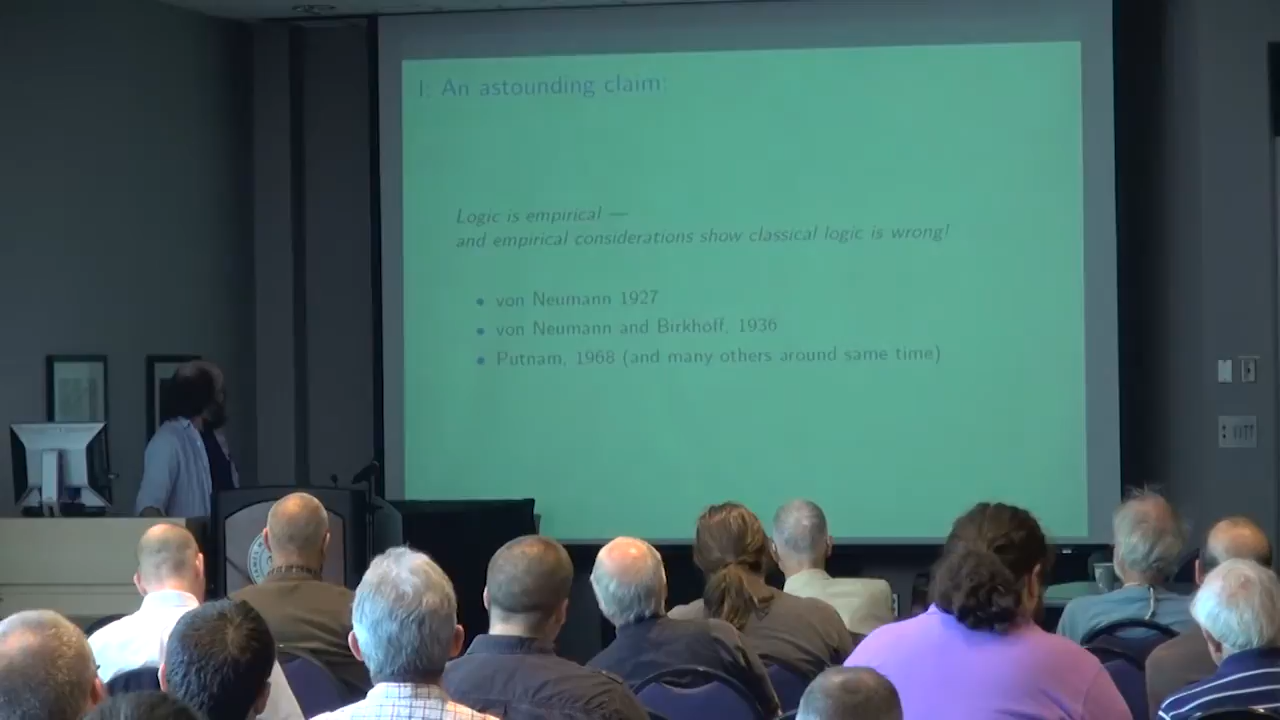 I: An astounding claim:
Logic is empirical —
and empirical considerations show classical logic is wrong!
• von Neumann 1927
• von Neumann and Birkhoff, 1936
• Putnam, 1968 (and many others around same time)